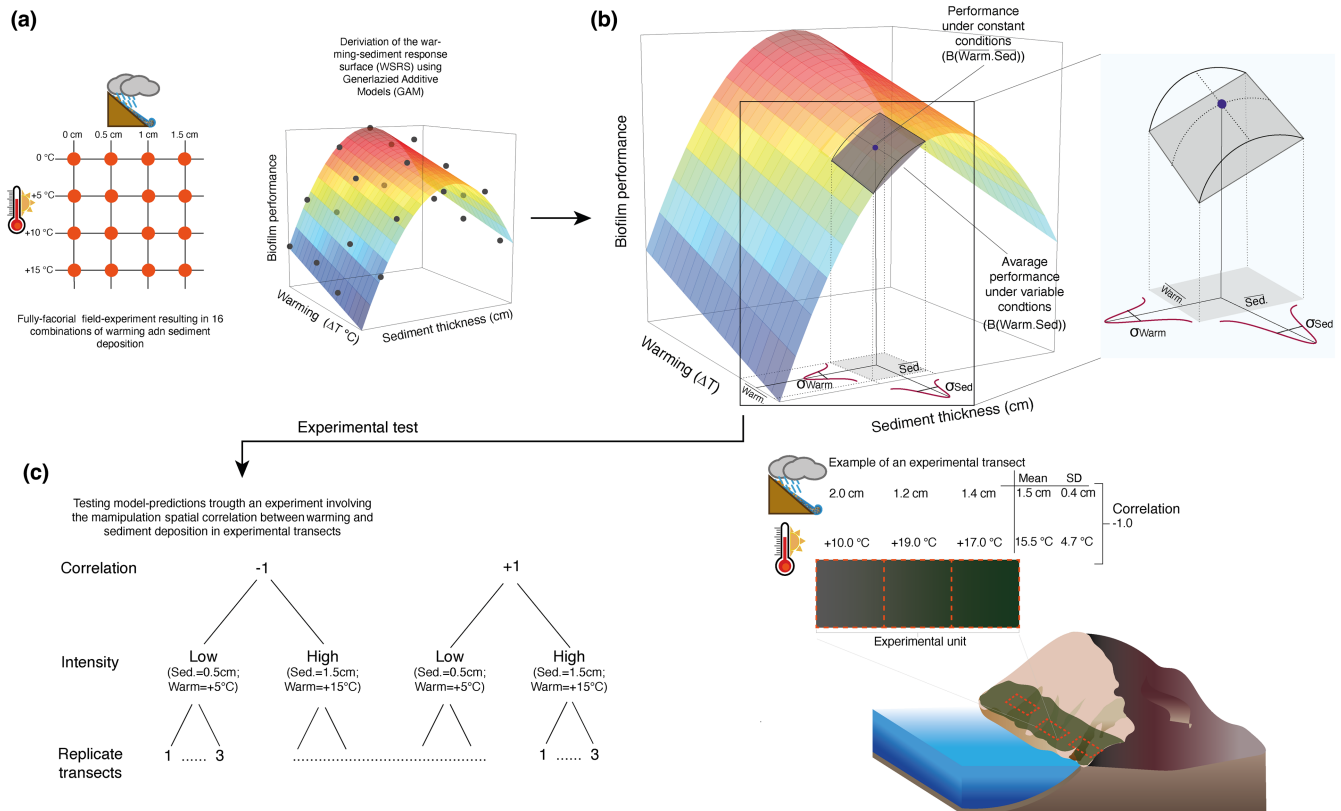 (a)
0 cm 0.5 cm 1 cm 1.5 cm
0 °C
+5 °C
+10 °C
+15 °C
Fully-factorial field-experiment resulting in 16
combinations of warming adn sediment
deposition
Deriviation of the war-
ming-sediment response
surface (WSRS) using
Generlazied Additive
Models (GAM)
Biofilm performance
Warming (ΔT °C)
Sediment thickness (cm)
(b)
Biofilm performance
Warming (ΔT)
Sediment thickness (cm)
Performance
under constant
conditions
(B(Warm.Sed))
Avarage
performance
under variable
condtions
(B(Warm.Sed))
Warm.
σWarm
Sed.
σSed
Warm.
Sed.
σWarm
σSed
Experimental test
(c)
Testing model-predictions trough an experiment involving
the mamipulation spatial correlation between warming and
sediment deposition in experimental transects
Correlation -1 +1
Intensity Low High Low High
(Sed.=0.5cm; (Sed.=1.5cm; (Sed.=0.5cm; (Sed.=1.5cm;
Warm=+5°C) Warm=+15°C) Warm=+5°C) Warm=+15°C)
Replicate
transects
1 ...... 3 ........................................ 1 ...... 3
Example of an experimental transect
Mean SD
2.0 cm 1.2 cm 1.4 cm 1.5 cm 0.4 cm
Correlation
-1.0
+10.0 °C +19.0 °C +17.0 °C 15.5 °C 4.7 °C
Experimental unit